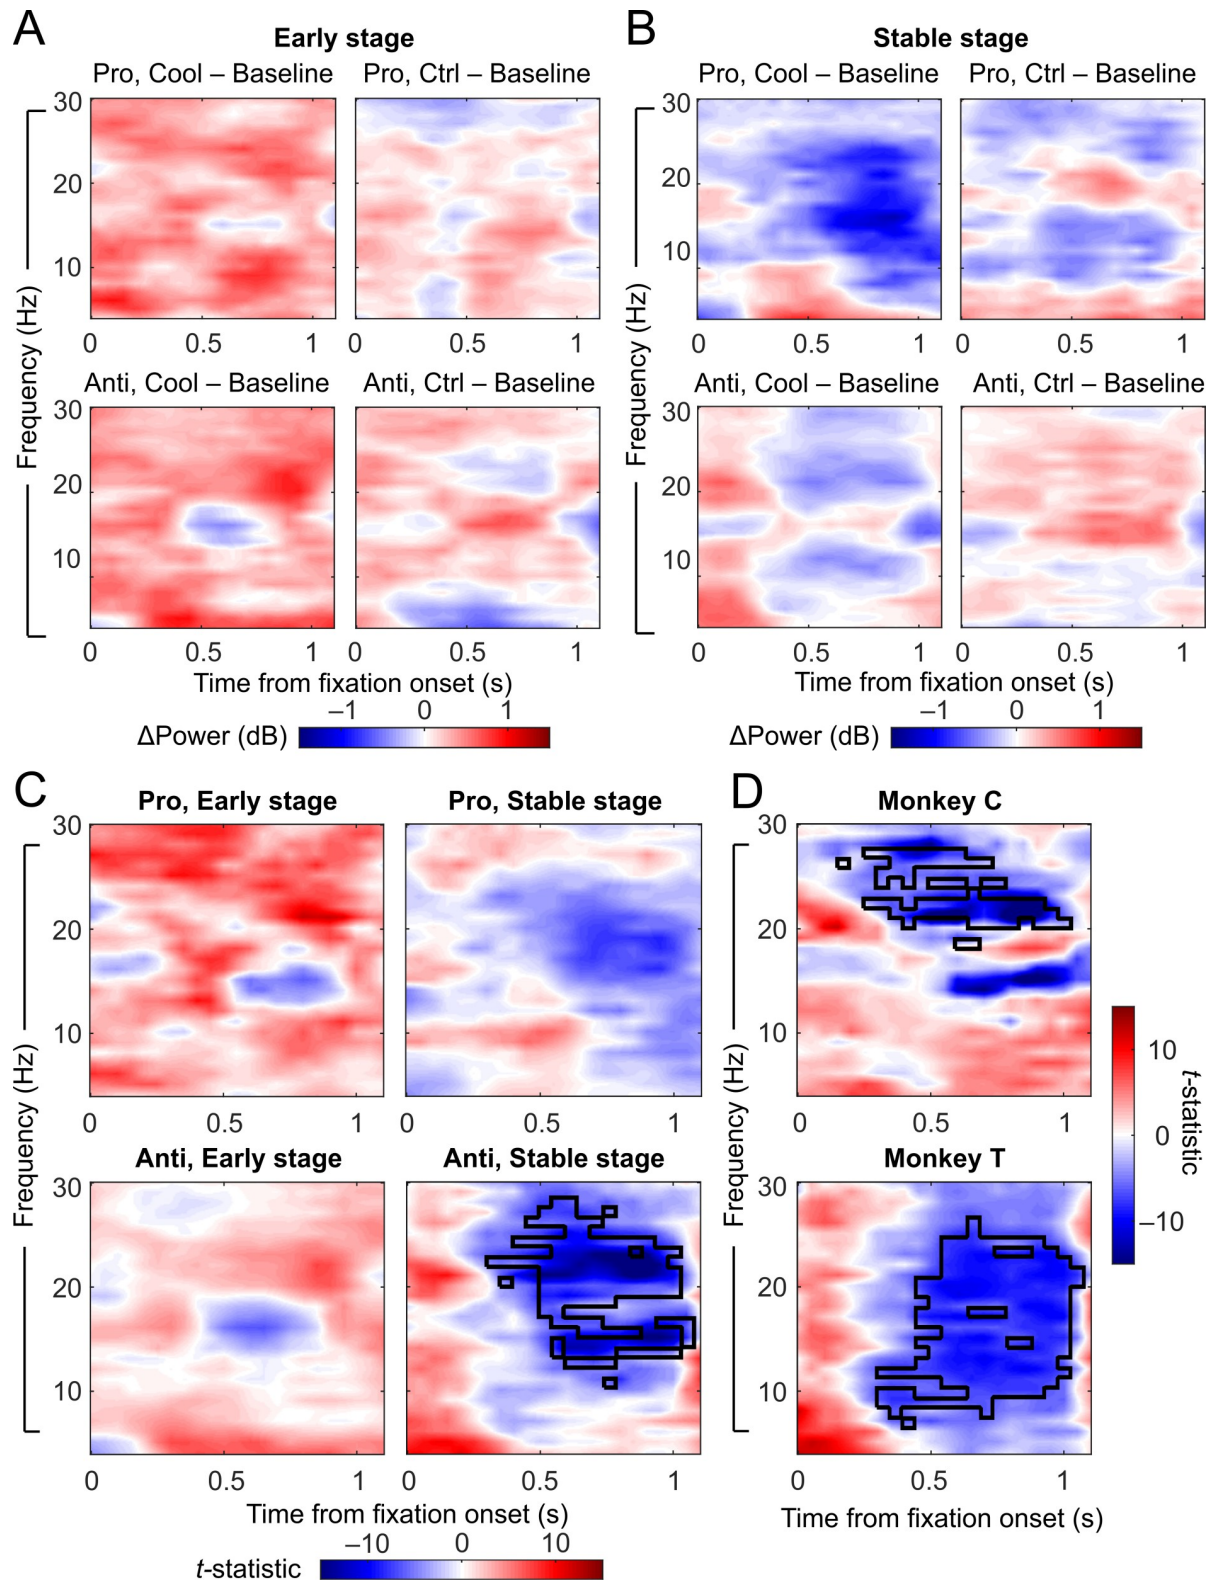 A
Early stage
Pro, Cool – Baseline
Pro, Ctrl – Baseline
30
20
10
0 0.5 1
0 0.5 1
Anti, Cool – Baseline
Anti, Ctrl – Baseline
30
20
10
0 0.5 1
0 0.5 1
Frequency (Hz)
Time from fixation onset (s)
–1 0 1
ΔPower (dB)
B
Stable stage
Pro, Cool – Baseline
Pro, Ctrl – Baseline
30
20
10
0 0.5 1
0 0.5 1
Anti, Cool – Baseline
Anti, Ctrl – Baseline
30
20
10
0 0.5 1
0 0.5 1
Frequency (Hz)
Time from fixation onset (s)
–1 0 1
ΔPower (dB)
C
Pro, Early stage
Pro, Stable stage
30
20
10
0 0.5 1
0 0.5 1
Anti, Early stage
Anti, Stable stage
30
20
10
0 0.5 1
0 0.5 1
Frequency (Hz)
Time from fixation onset (s)
–10 0 10
t-statistic
D
Monkey C
30
20
10
0 0.5 1
Monkey T
30
20
10
0 0.5 1
Frequency (Hz)
Time from fixation onset (s)
10
0
–10
t-statistic